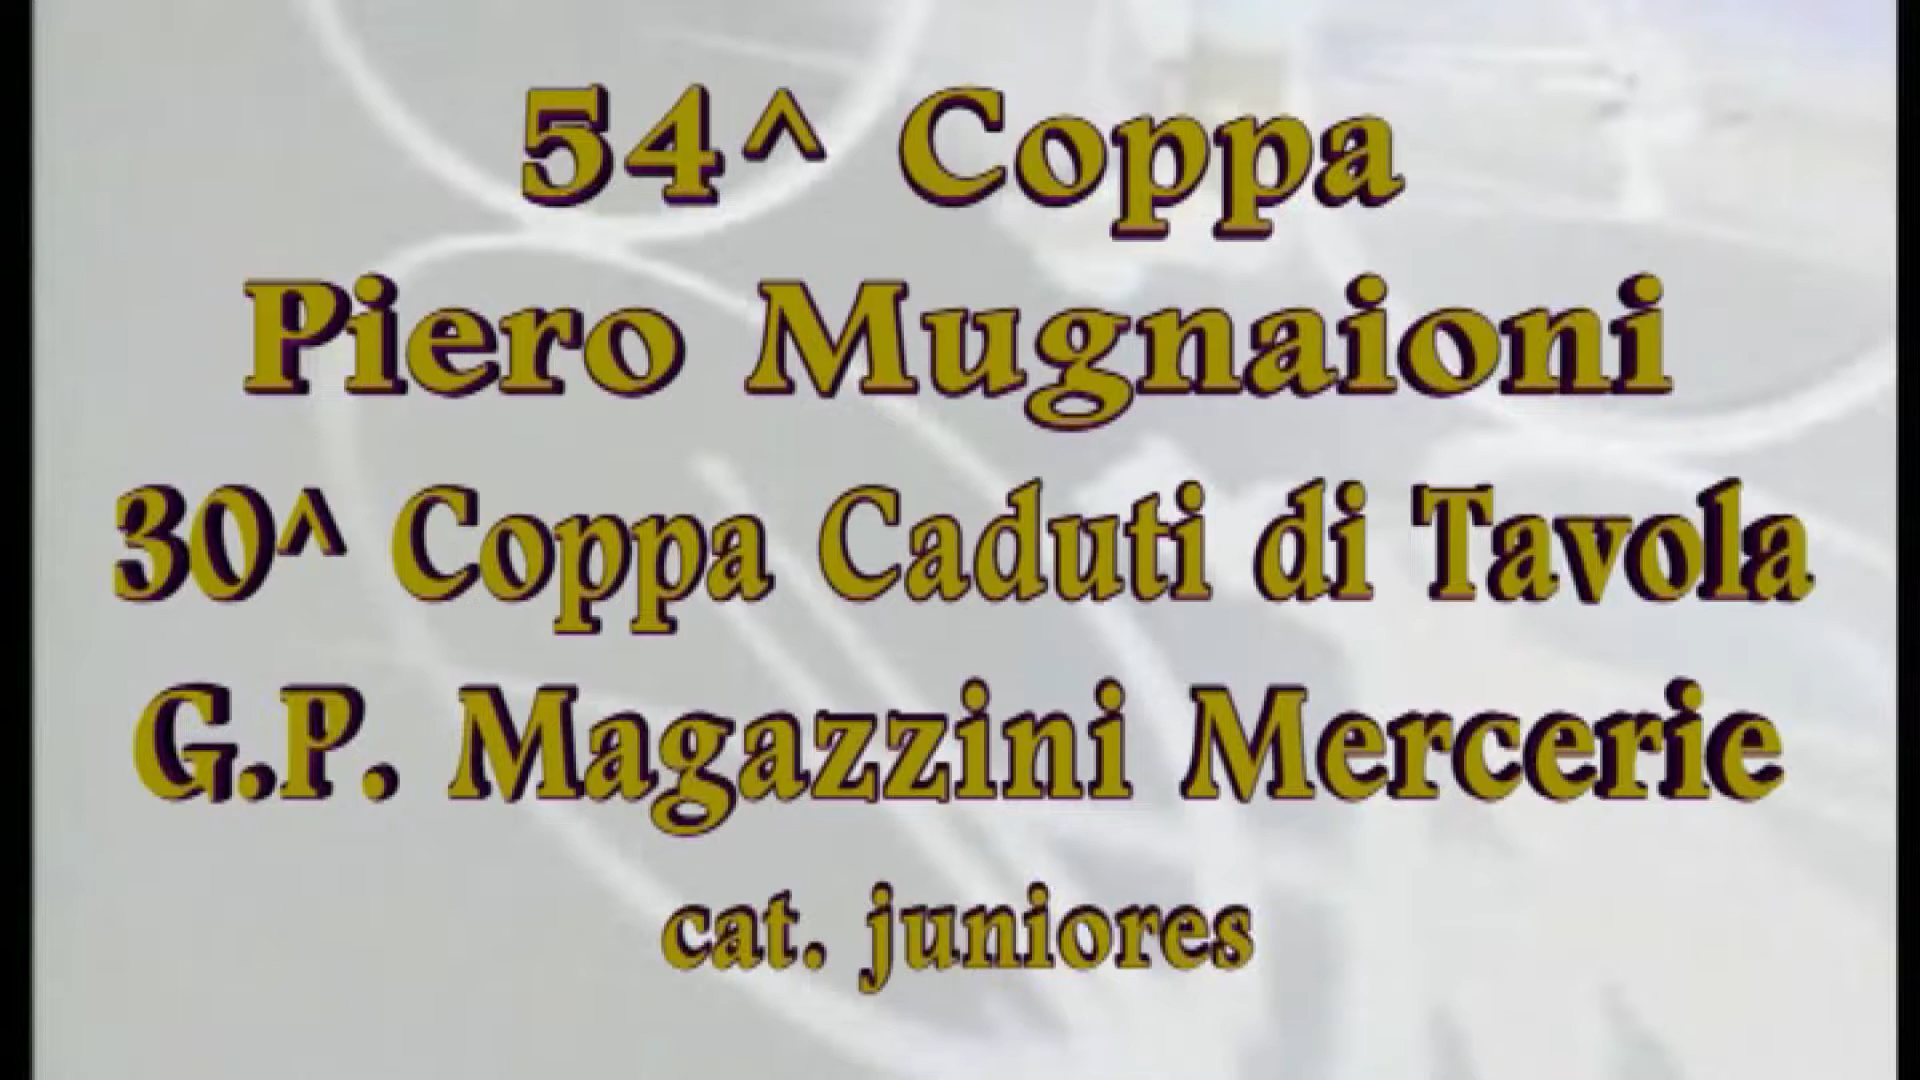 54^ Coppa
Piero Mugnaioni
30^ Coppa Caduti di Tavola
G.P. Magazzini Mercerie
cat. juniores